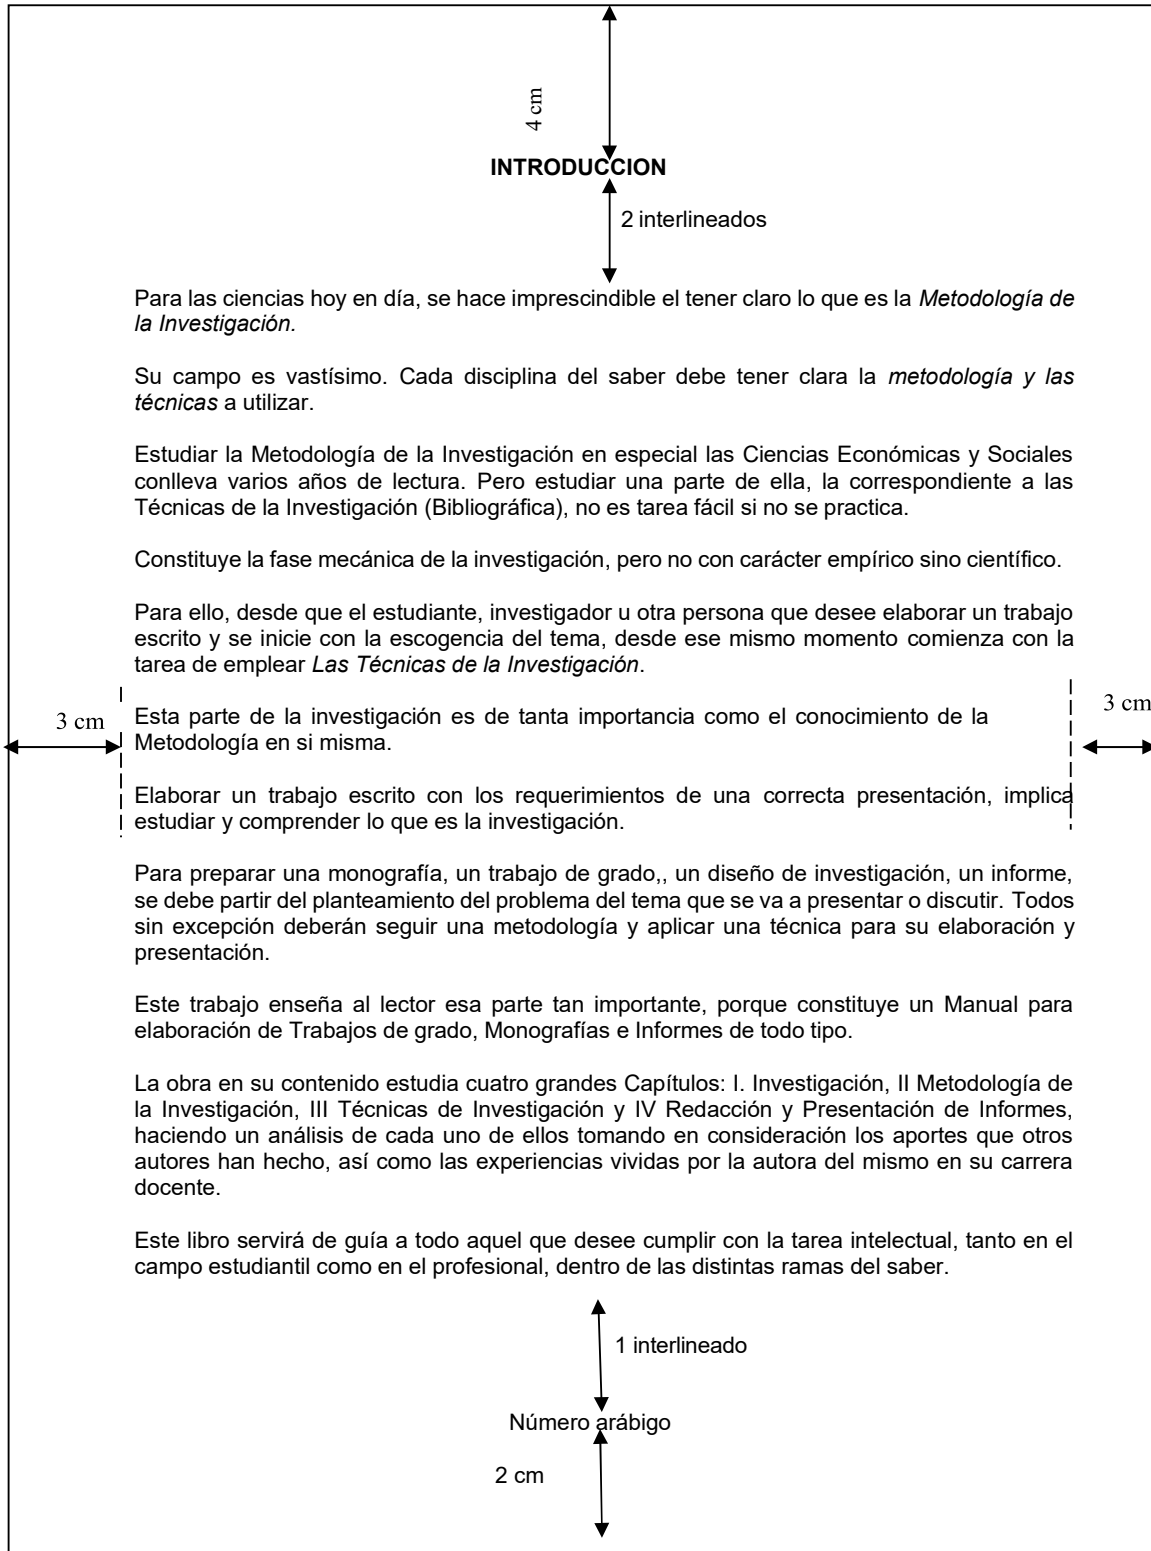 4 cm
INTRODUCCION
2 interlineados
Para las ciencias hoy en día, se hace imprescindible el tener claro lo que es la Metodología de
la Investigación.
Su campo es vastísimo. Cada disciplina del saber debe tener clara la metodología y las
técnicas a utilizar.
Estudiar la Metodología de la Investigación en especial las Ciencias Económicas y Sociales
conlleva varios años de lectura. Pero estudiar una parte de ella, la correspondiente a las
Técnicas de la Investigación (Bibliográfica), no es tarea fácil si no se practica.
Constituye la fase mecánica de la investigación, pero no con carácter empírico sino científico.
Para ello, desde que el estudiante, investigador u otra persona que desee elaborar un trabajo
escrito y se inicie con la escogencia del tema, desde ese mismo momento comienza con la
tarea de emplear Las Técnicas de la Investigación.
3 cm
Esta parte de la investigación es de tanta importancia como el conocimiento de la
Metodología en si misma.
3 cm
Elaborar un trabajo escrito con los requerimientos de una correcta presentación, implica
estudiar y comprender lo que es la investigación.
Para preparar una monografía, un trabajo de grado,, un diseño de investigación, un informe,
se debe partir del planteamiento del problema del tema que se va a presentar o discutir. Todos
sin excepción deberán seguir una metodología y aplicar una técnica para su elaboración y
presentación.
Este trabajo enseña al lector esa parte tan importante, porque constituye un Manual para
elaboración de Trabajos de grado, Monografías e Informes de todo tipo.
La obra en su contenido estudia cuatro grandes Capítulos: I. Investigación, II Metodología de
la Investigación, III Técnicas de Investigación y IV Redacción y Presentación de Informes,
haciendo un análisis de cada uno de ellos tomando en consideración los aportes que otros
autores han hecho, así como las experiencias vividas por la autora del mismo en su carrera
docente.
Este libro servirá de guía a todo aquel que desee cumplir con la tarea intelectual, tanto en el
campo estudiantil como en el profesional, dentro de las distintas ramas del saber.
1 interlineado
Número arábigo
2 cm